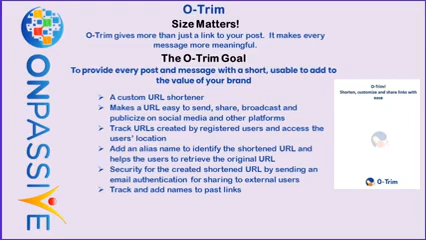 O-Trim
Size Matters!
O-Trim gives more than just a link to your post. It makes every
message more meaningful.
The O-Trim Goal
To provide every post and message with a short, usable to add to
the value of your brand
A custom URL shortener
Makes a URL easy to send, share, broadcast and
publicize on social media and other platforms
Track URLs created by registered users and access the
users' location
Add an alias name to identify the shortened URL and
helps the users to retrieve the original URL
Security for the created shortened URL by sending an
email authentication for sharing to external users
Track and add names to past links
ONPASSIVE
O-Trim!
Shorten, customize and share links with
ease
O-Trim